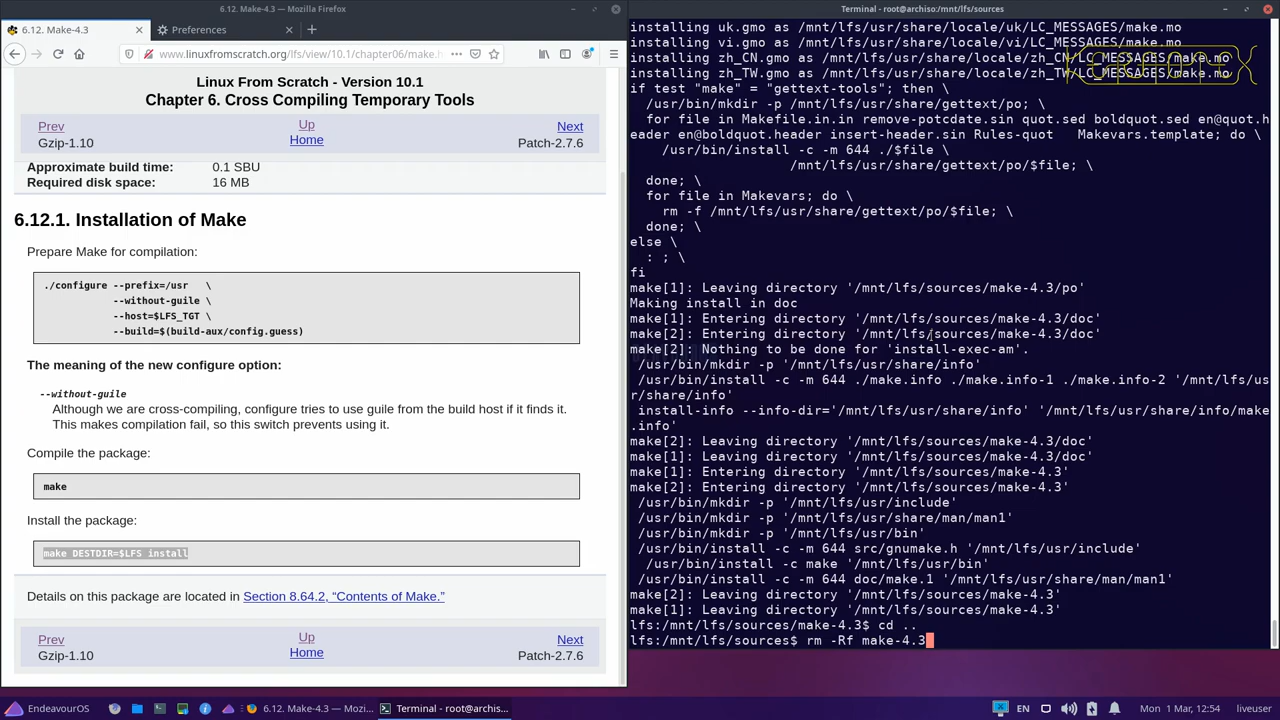 6.12. Make-4.3 — Mozilla Firefox
6.12. Make-4.3
Preferences
www.linuxfromscratch.org/lfs/view/10.1/chapter06/make.h
Linux From Scratch - Version 10.1
Chapter 6. Cross Compiling Temporary Tools
Prev
Up
Next
Gzip-1.10
Home
Patch-2.7.6
Approximate build time: 0.1 SBU
Required disk space: 16 MB
6.12.1. Installation of Make
Prepare Make for compilation:
./configure --prefix=/usr \
--without-guile \
--host=$LFS_TGT \
--build=$(build-aux/config.guess)
The meaning of the new configure option:
--without-guile
Although we are cross-compiling, configure tries to use guile from the build host if it finds it.
This makes compilation fail, so this switch prevents using it.
Compile the package:
make
Install the package:
make DESTDIR=$LFS install
Details on this package are located in Section 8.64.2, “Contents of Make.”
Prev
Up
Next
Gzip-1.10
Home
Patch-2.7.6
Terminal - root@archiso:/mnt/lfs/sources
installing uk.gmo as /mnt/lfs/usr/share/locale/uk/LC_MESSAGES/make.mo
installing vi.gmo as /mnt/lfs/usr/share/locale/vi/LC_MESSAGES/make.mo
installing zh_CN.gmo as /mnt/lfs/usr/share/locale/zh_CN/LC_MESSAGES/make.mo
installing zh_TW.gmo as /mnt/lfs/usr/share/locale/zh_TW/LC_MESSAGES/make.mo
if test "make" = "gettext-tools"; then \
/usr/bin/mkdir -p /mnt/lfs/usr/share/gettext/po; \
for file in Makefile.in.in remove-potcdate.sin quot.sed boldquot.sed en@quot.h
eader en@boldquot.header insert-header.sin Rules-quot Makevars.template; do \
/usr/bin/install -c -m 644 ./$file \
/mnt/lfs/usr/share/gettext/po/$file; \
done; \
for file in Makevars; do \
rm -f /mnt/lfs/usr/share/gettext/po/$file; \
done; \
else \
: ; \
fi
make[1]: Leaving directory '/mnt/lfs/sources/make-4.3/po'
Making install in doc
make[1]: Entering directory '/mnt/lfs/sources/make-4.3/doc'
make[2]: Entering directory '/mnt/lfs/sources/make-4.3/doc'
make[2]: Nothing to be done for 'install-exec-am'.
/usr/bin/mkdir -p '/mnt/lfs/usr/share/info'
/usr/bin/install -c -m 644 ./make.info ./make.info-1 ./make.info-2 '/mnt/lfs/us
r/share/info'
install-info --info-dir='/mnt/lfs/usr/share/info' '/mnt/lfs/usr/share/info/make
.info'
make[2]: Leaving directory '/mnt/lfs/sources/make-4.3/doc'
make[1]: Leaving directory '/mnt/lfs/sources/make-4.3/doc'
make[1]: Entering directory '/mnt/lfs/sources/make-4.3'
make[2]: Entering directory '/mnt/lfs/sources/make-4.3'
/usr/bin/mkdir -p '/mnt/lfs/usr/include'
/usr/bin/mkdir -p '/mnt/lfs/usr/share/man/man1'
/usr/bin/mkdir -p '/mnt/lfs/usr/bin'
/usr/bin/install -c -m 644 src/gnumake.h '/mnt/lfs/usr/include'
/usr/bin/install -c make '/mnt/lfs/usr/bin'
/usr/bin/install -c -m 644 doc/make.1 '/mnt/lfs/usr/share/man/man1'
make[2]: Leaving directory '/mnt/lfs/sources/make-4.3'
make[1]: Leaving directory '/mnt/lfs/sources/make-4.3'
lfs:/mnt/lfs/sources/make-4.3$ cd ..
lfs:/mnt/lfs/sources$ rm -Rf make-4.3
EndeavourOS
6.12. Make-4.3 — Mozi...
Terminal - root@archis...
EN
Mon 1 Mar, 12:54
liveuser